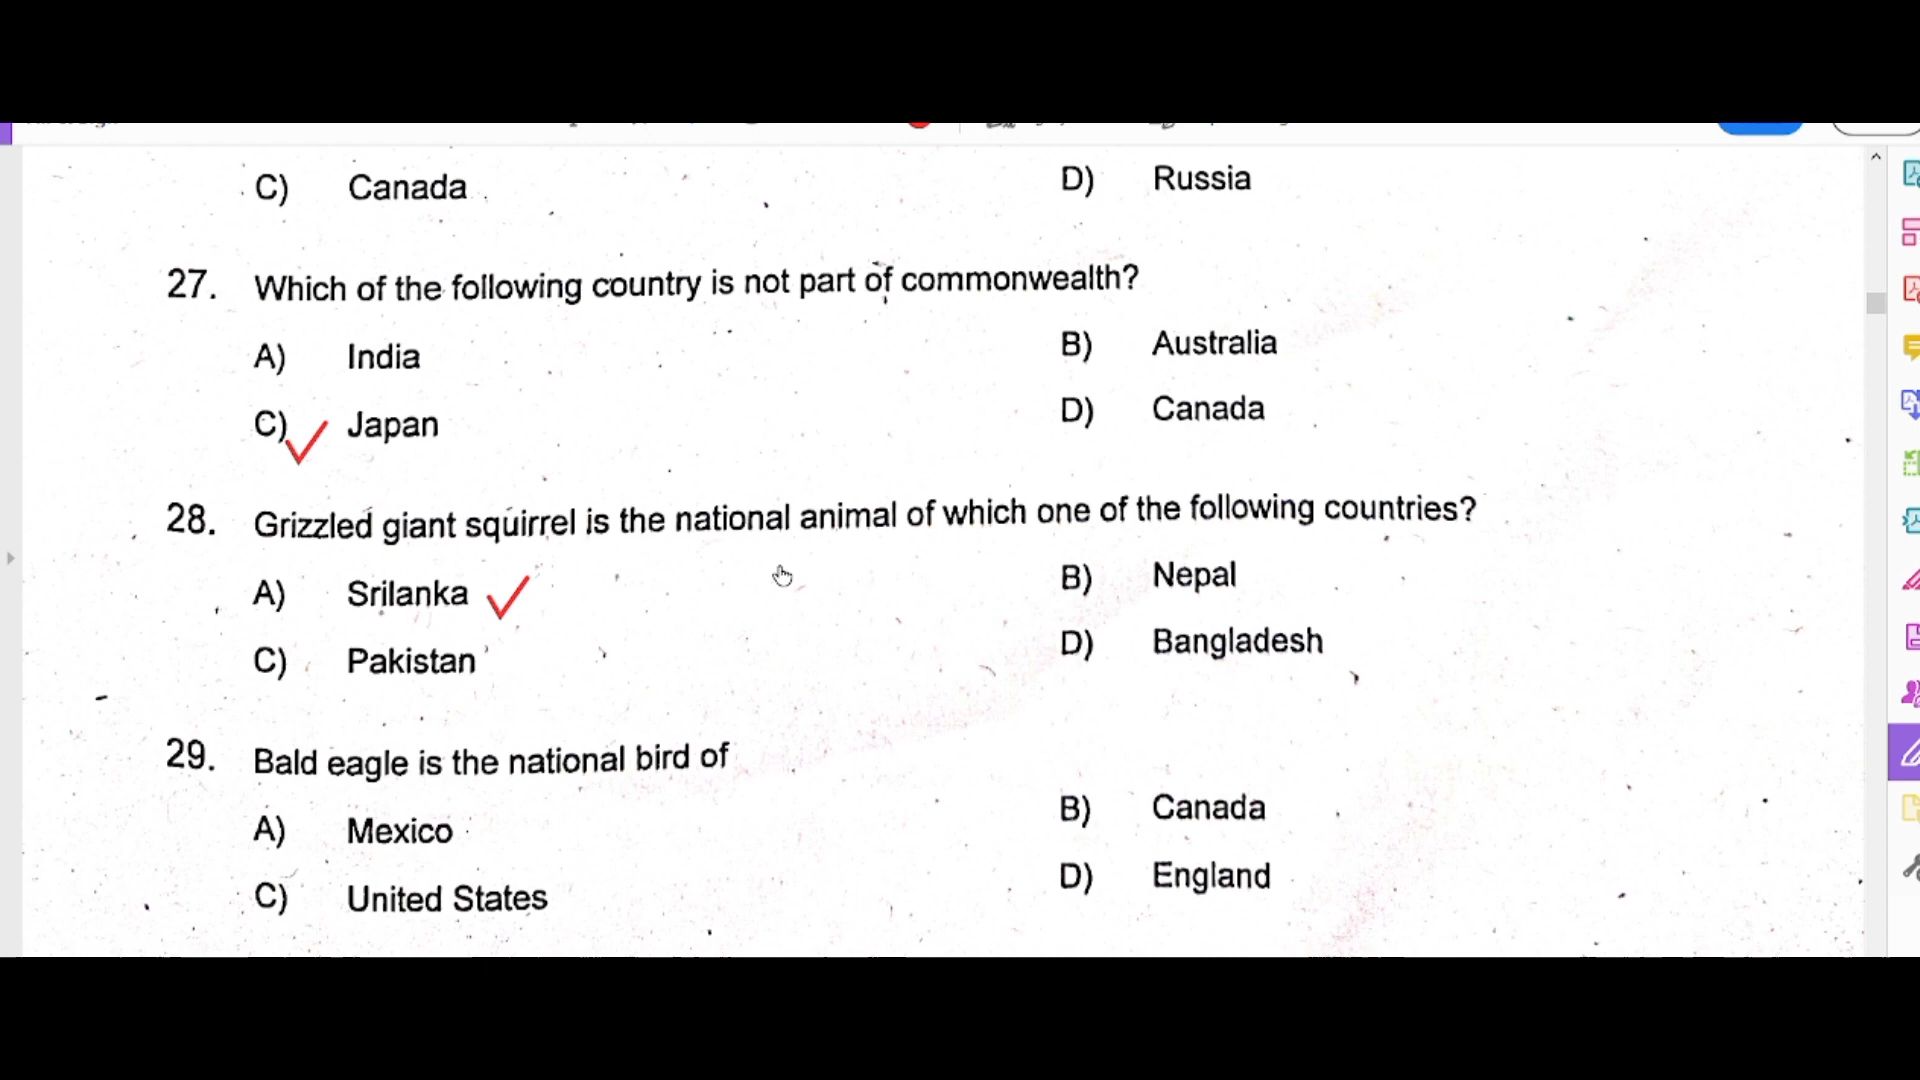 C) Canada D) Russia
27. Which of the following country is not part of commonwealth?
A) India B) Australia
C) Japan D) Canada
28. Grizzled giant squirrel is the national animal of which one of the following countries?
A) Srilanka B) Nepal
C) Pakistan D) Bangladesh
29. Bald eagle is the national bird of
A) Mexico B) Canada
C) United States D) England